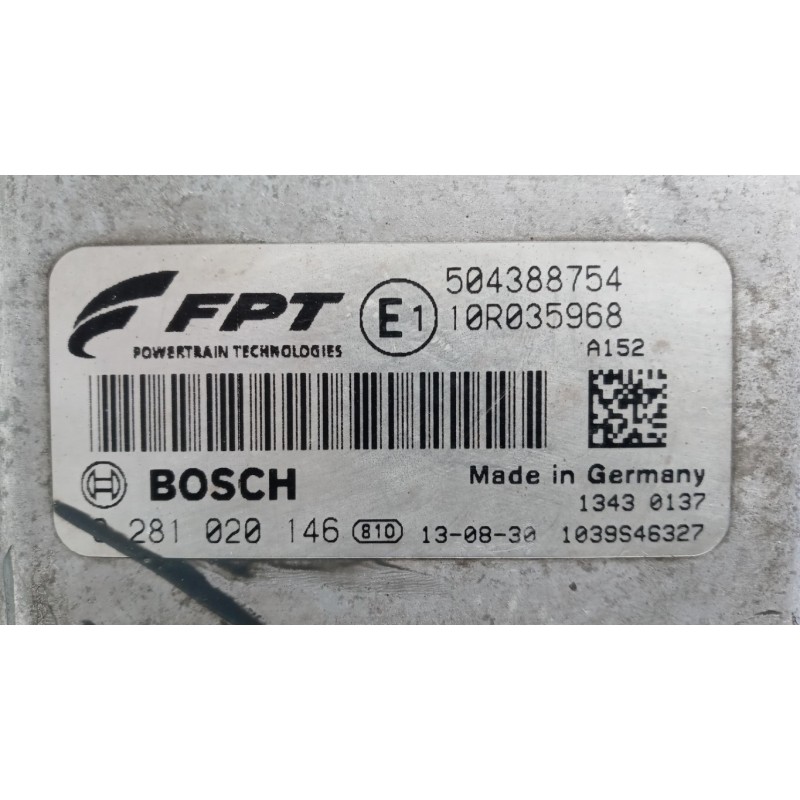 504388754
FPT E1 10R035968
POWERTRAIN TECHNOLOGIES A152
BOSCH Made in Germany
1343 0137
0 281 020 146 810 13-08-30 1039S46327